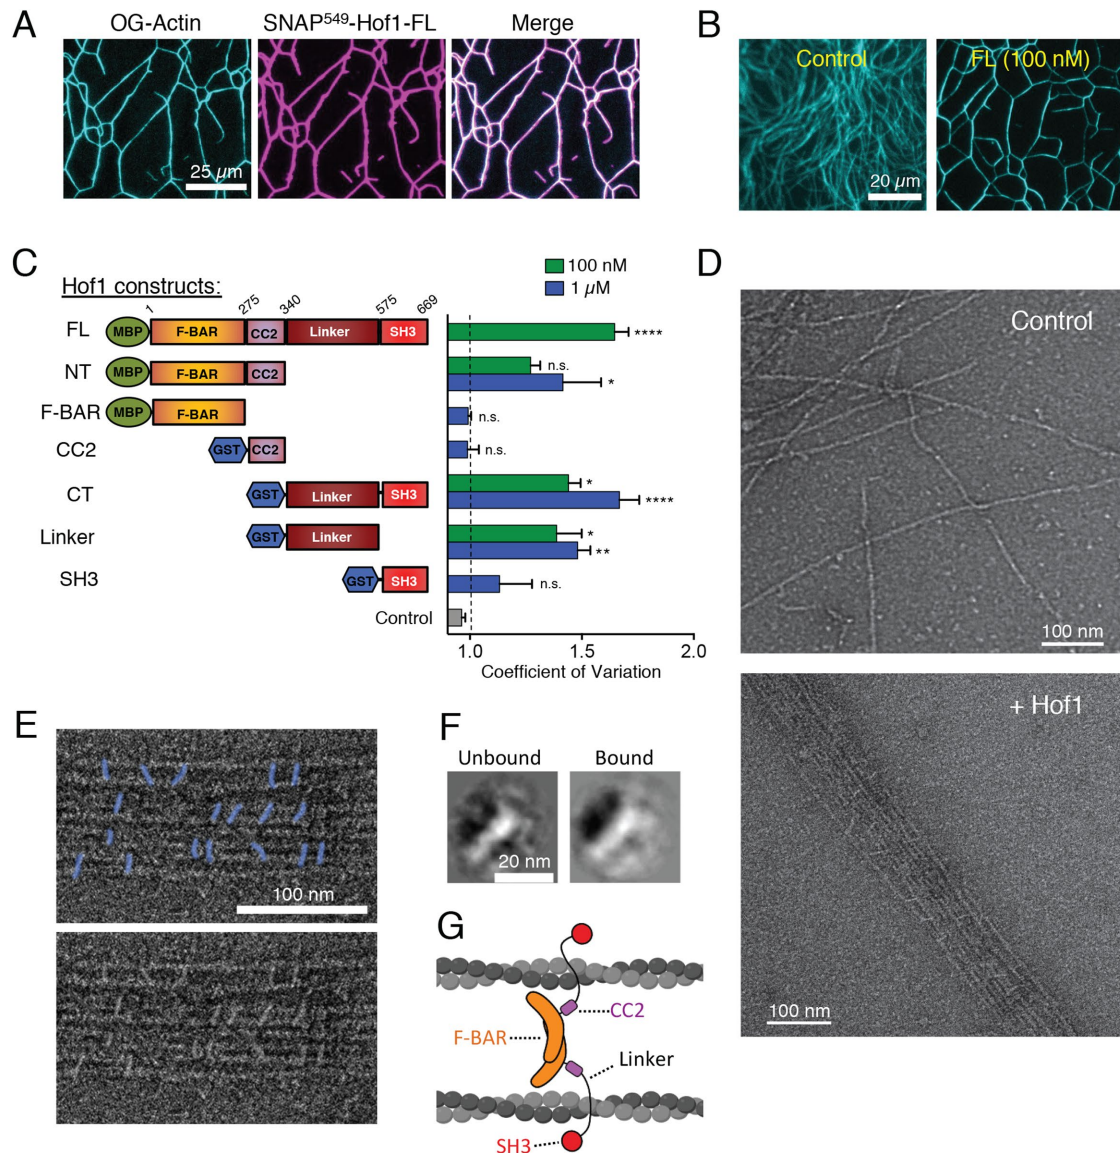 A
OG-Actin
SNAP⁵⁴⁹-Hof1-FL
Merge
25 µm
B
Control
FL (100 nM)
20 µm
C
Hof1 constructs:
1
275
340
575
669
100 nM
1 µM
FL
MBP
F-BAR
CC2
Linker
SH3
****
NT
MBP
F-BAR
CC2
n.s.
*
F-BAR
MBP
F-BAR
n.s.
CC2
GST
CC2
n.s.
CT
GST
Linker
SH3
*
****
Linker
GST
Linker
*
**
SH3
GST
SH3
n.s.
Control
1.0
1.5
2.0
Coefficient of Variation
D
Control
100 nm
+ Hof1
100 nm
E
100 nm
F
Unbound
Bound
20 nm
G
CC2
F-BAR
Linker
SH3